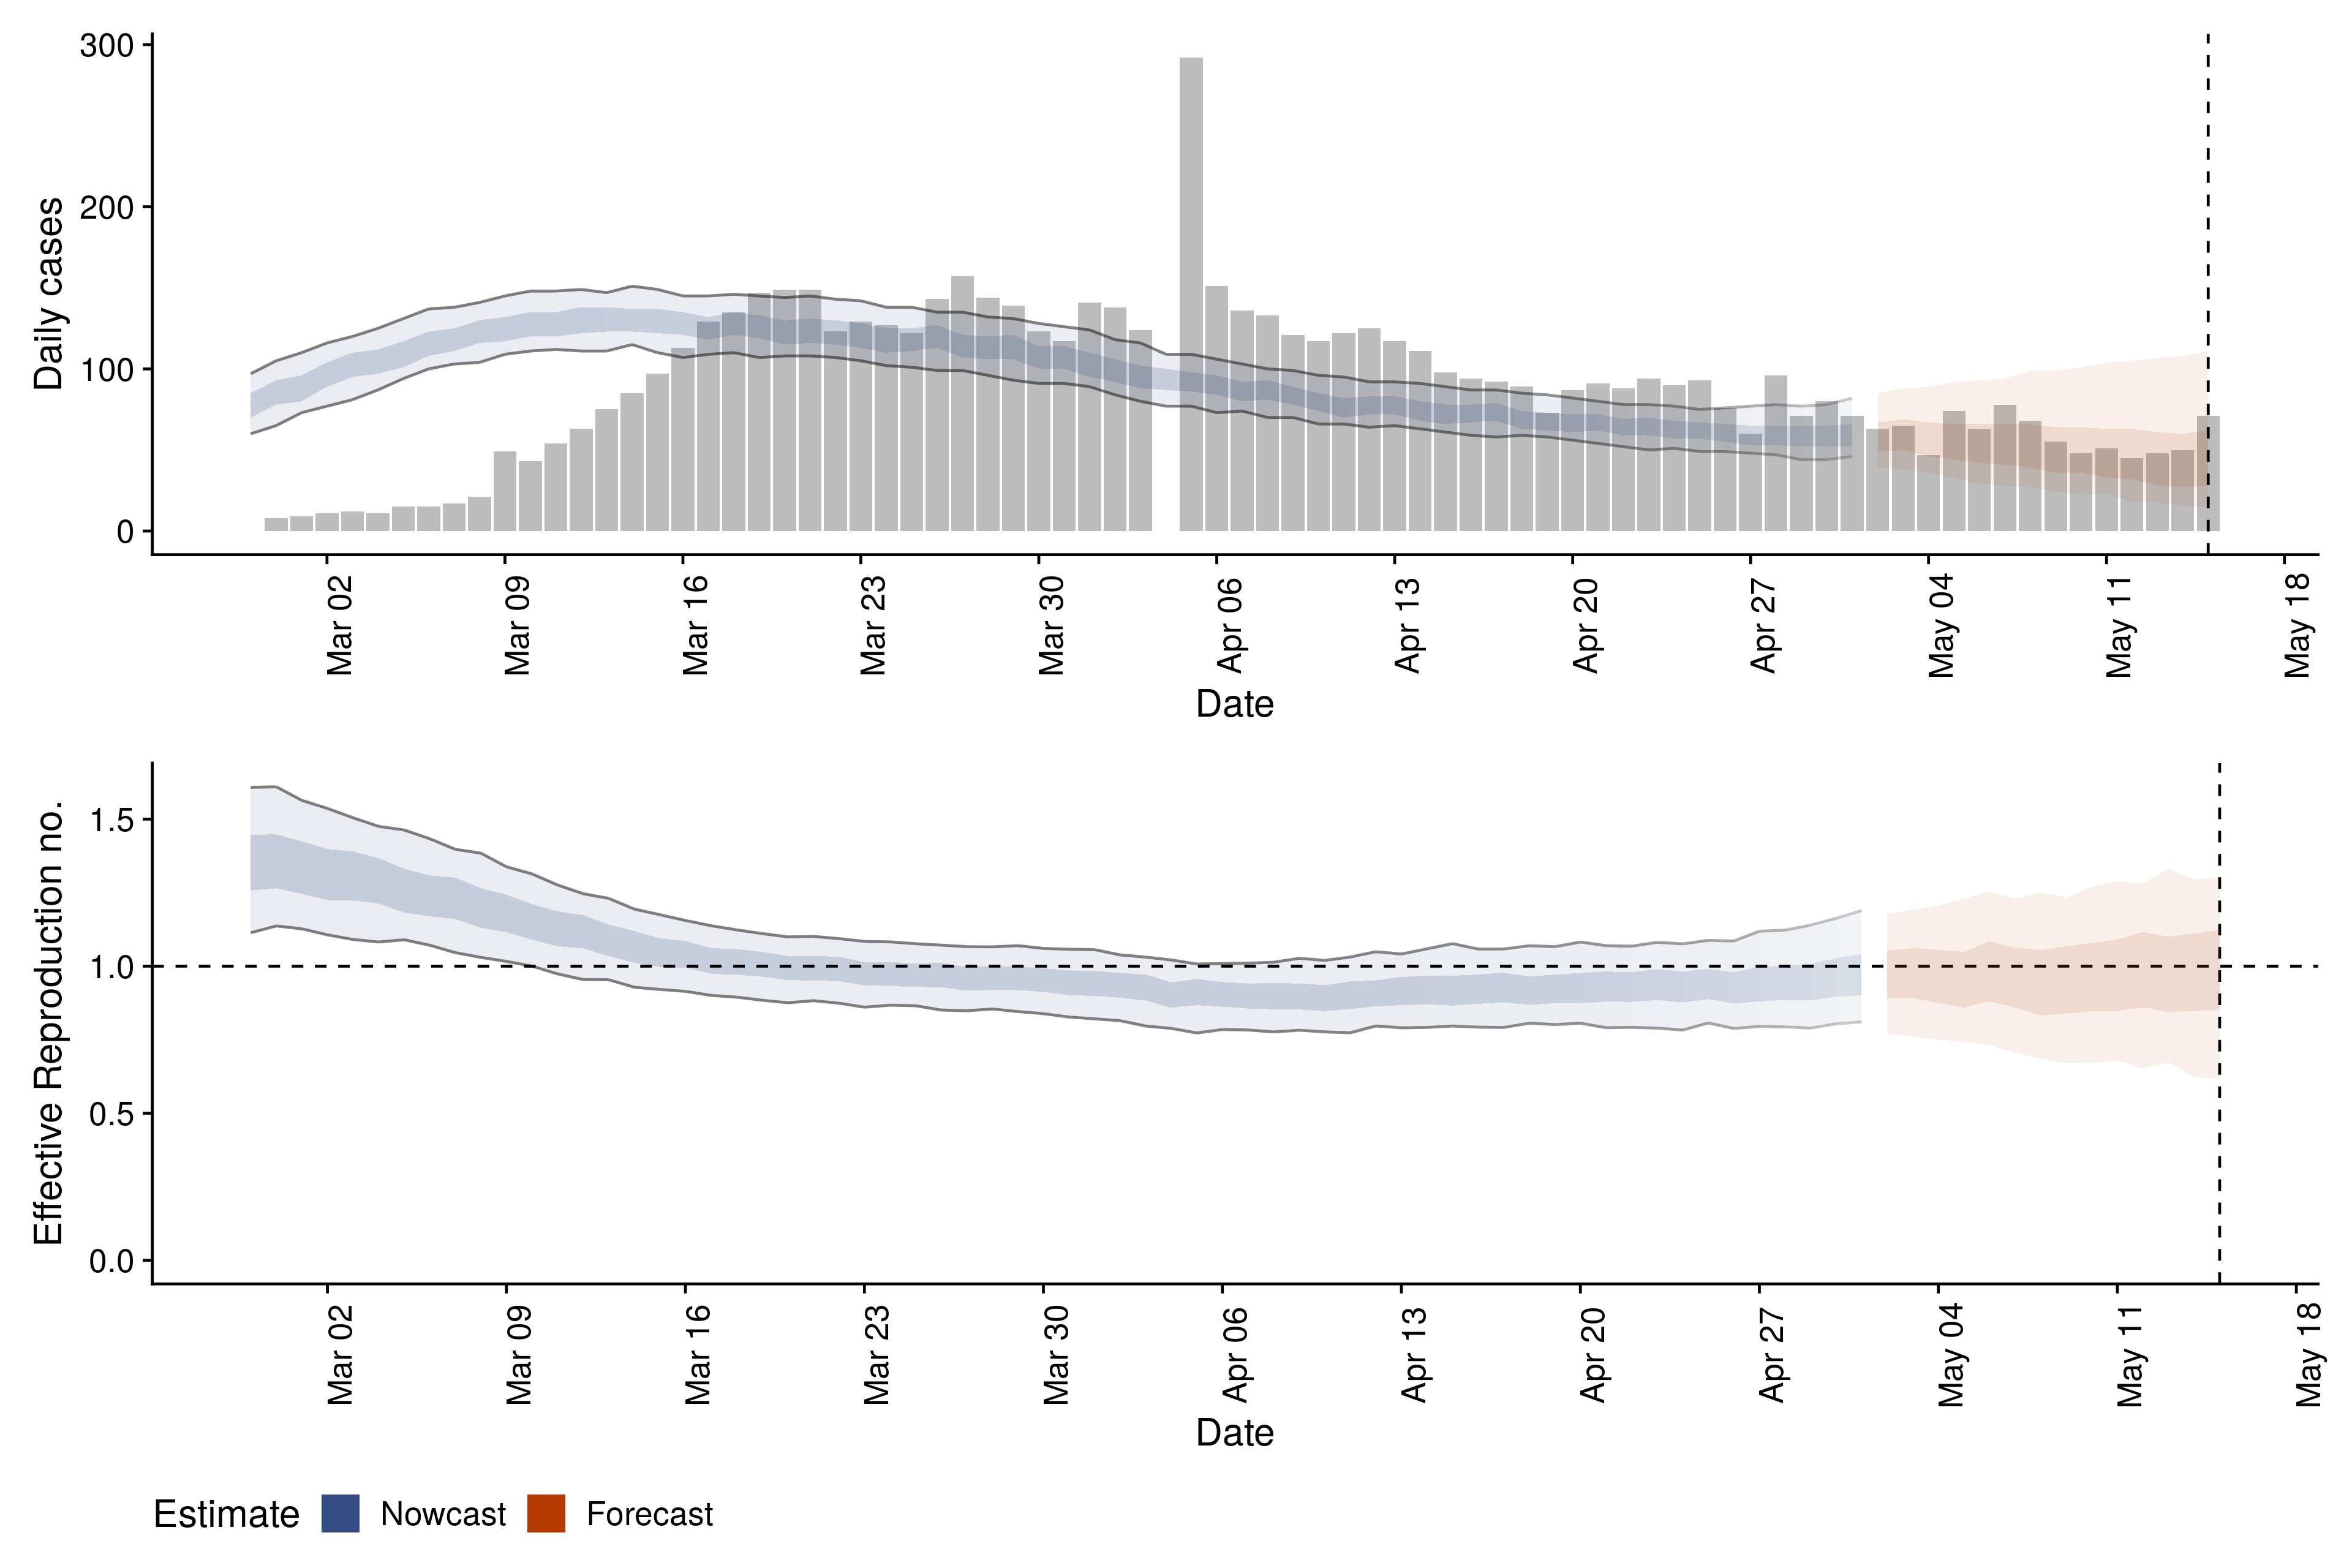 Daily cases
300
200
100
0
Mar 02 Mar 09 Mar 16 Mar 23 Mar 30 Apr 06 Apr 13 Apr 20 Apr 27 May 04 May 11 May 18
Date
Effective Reproduction no.
1.5
1.0
0.5
0.0
Mar 02 Mar 09 Mar 16 Mar 23 Mar 30 Apr 06 Apr 13 Apr 20 Apr 27 May 04 May 11 May 18
Date
Estimate Nowcast Forecast